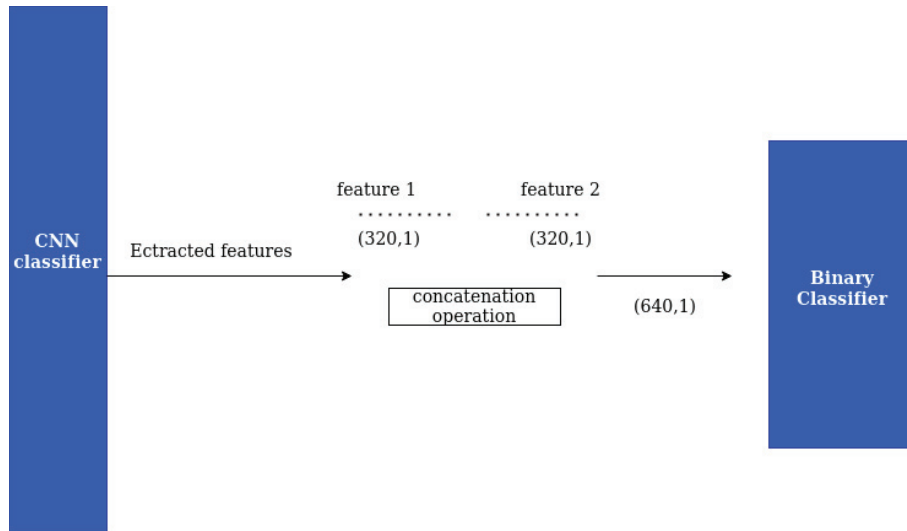 CNN
classifier
Ectracted features
feature 1
feature 2
(320,1)
(320,1)
concatenation
operation
(640,1)
Binary
Classifier